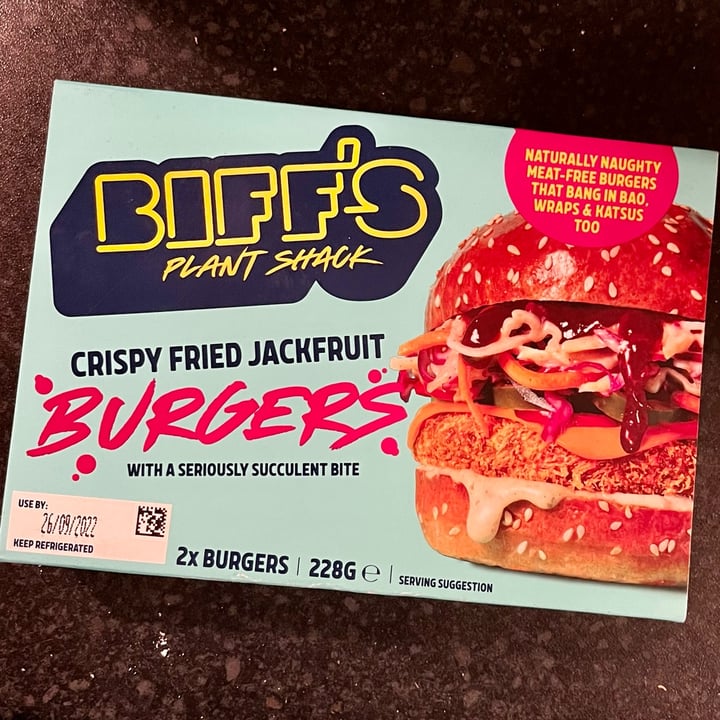 BIFF'S
PLANT SHACK
NATURALLY NAUGHTY
MEAT-FREE BURGERS
THAT BANG IN BAO,
WRAPS & KATSUS
TOO
CRISPY FRIED JACKFRUIT
BURGERS
WITH A SERIOUSLY SUCCULENT BITE
USE BY:
26/09/2022
KEEP REFRIGERATED
2x BURGERS | 228G ℮ | SERVING SUGGESTION